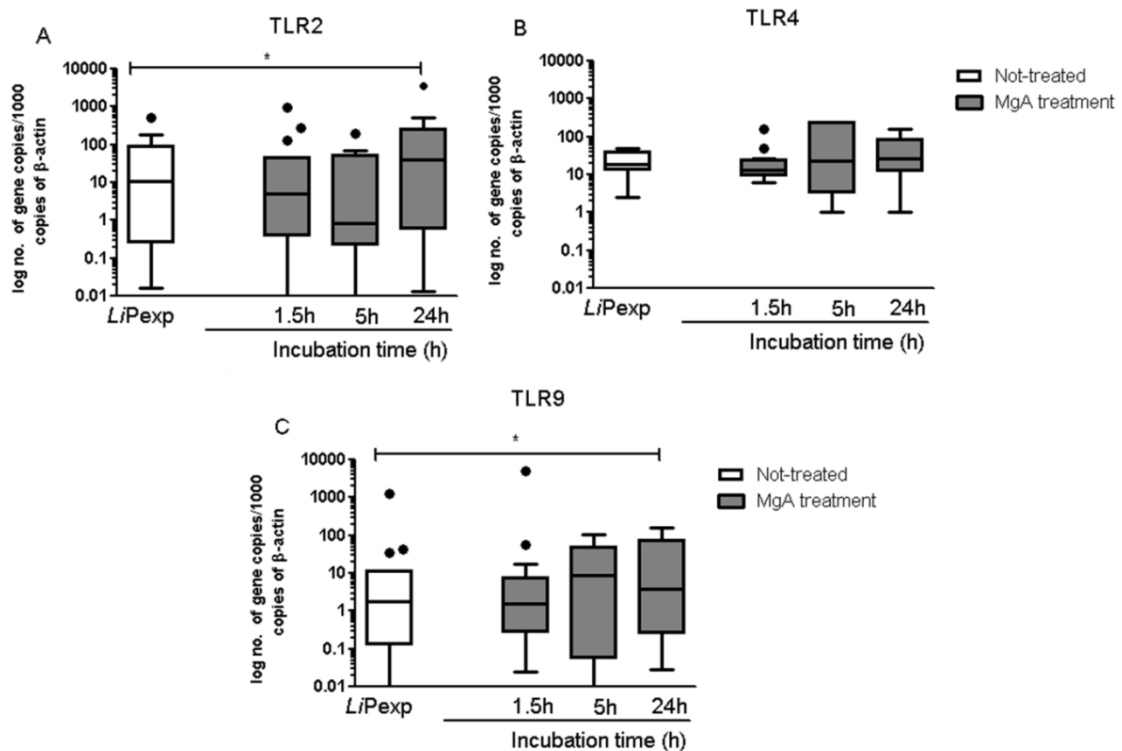 TLR2
A
*
log no. of gene copies/1000
copies of β-actin
10000
1000
100
10
1
0.1
0.01
LiPexp
1.5h
5h
24h
Incubation time (h)
TLR4
B
log no. of gene copies/1000
copies of β-actin
10000
1000
100
10
1
0.1
0.01
LiPexp
1.5h
5h
24h
Incubation time (h)
Not-treated
MgA treatment
TLR9
C
*
log no. of gene copies/1000
copies of β-actin
10000
1000
100
10
1
0.1
0.01
LiPexp
1.5h
5h
24h
Incubation time (h)
Not-treated
MgA treatment